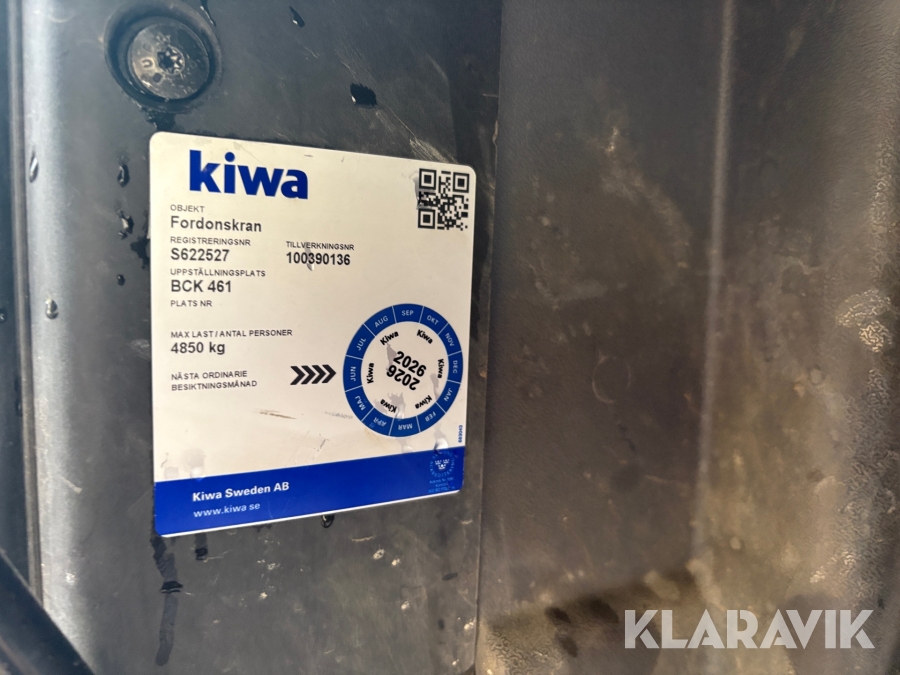 kiwa
OBJEKT
Fordonskran
REGISTRERINGSNR
S622527
TILLVERKNINGSNR
100390136
UPPSTÄLLNINGSPLATS
BCK 461
PLATS NR
MAX LAST / ANTAL PERSONER
4850 kg
NÄSTA ORDINARIE
BESIKTNINGSMÅNAD
JAN
FEB
MAR
APR
MAJ
JUN
JUL
AUG
SEP
OKT
NOV
DEC
Kiwa
Kiwa
Kiwa
Kiwa
Kiwa
Kiwa
2026
2026
Kiwa Sweden AB
www.kiwa.se
KLARAVIK